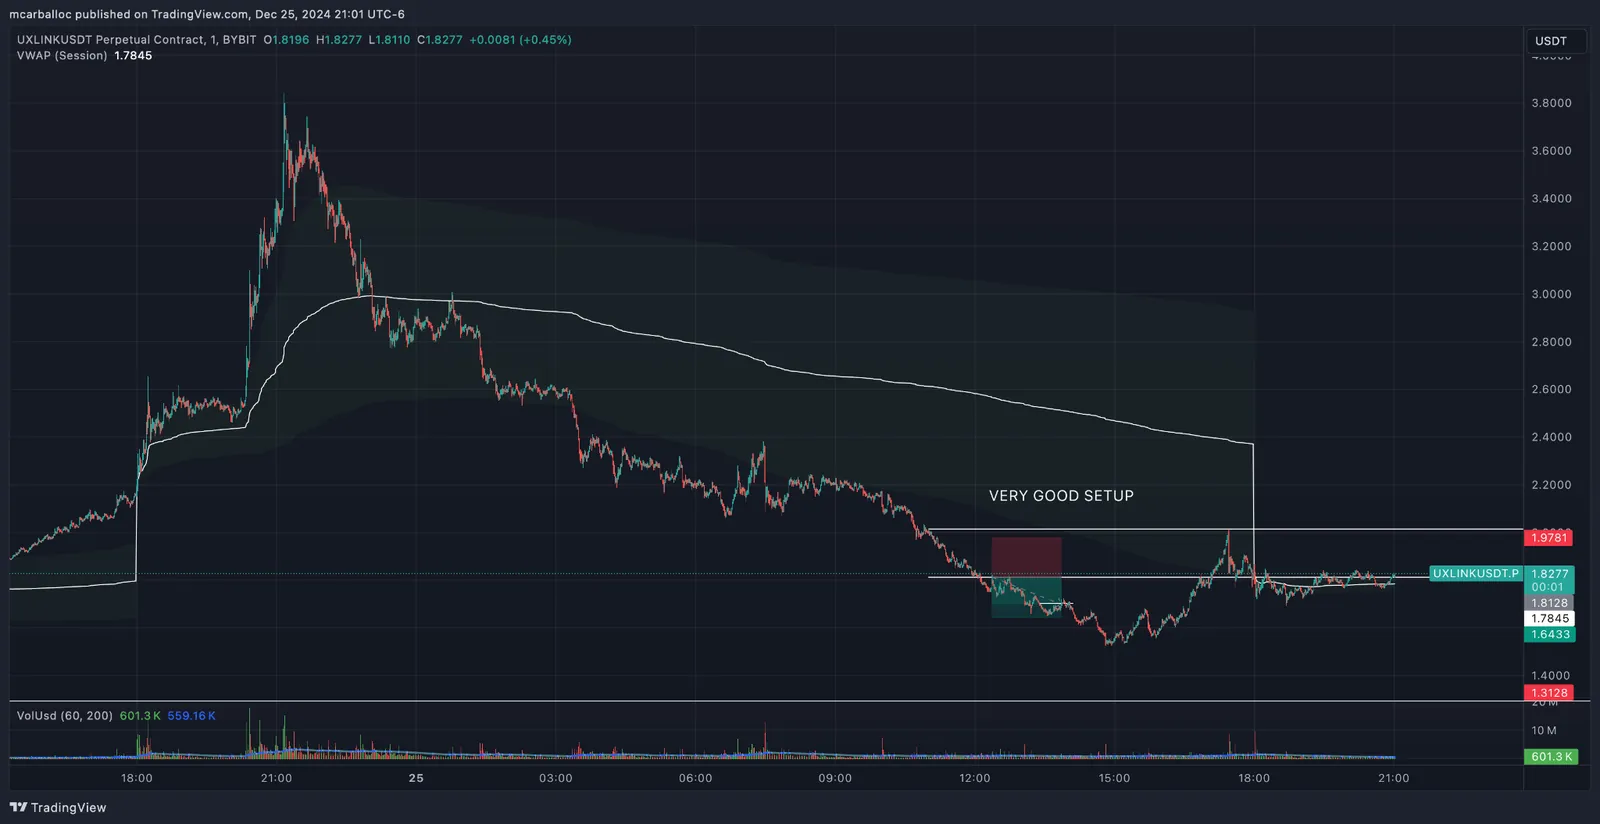 mcarballoc published on TradingView.com, Dec 25, 2024 21:01 UTC-6
UXLINKUSDT Perpetual Contract, 1, BYBIT O1.8196 H1.8277 L1.8110 C1.8277 +0.0081 (+0.45%)
USDT
VWAP (Session) 1.7845
3.8000
3.6000
3.4000
3.2000
3.0000
2.8000
2.6000
2.4000
2.2000
VERY GOOD SETUP
1.9781
UXLINKUSDT.P 1.8277
00:01
1.8128
1.7845
1.6433
1.4000
1.3128
VolUsd (60, 200) 601.3 K 559.16 K
20 M
10 M
601.3 K
18:00 21:00 25 03:00 06:00 09:00 12:00 15:00 18:00 21:00
TradingView